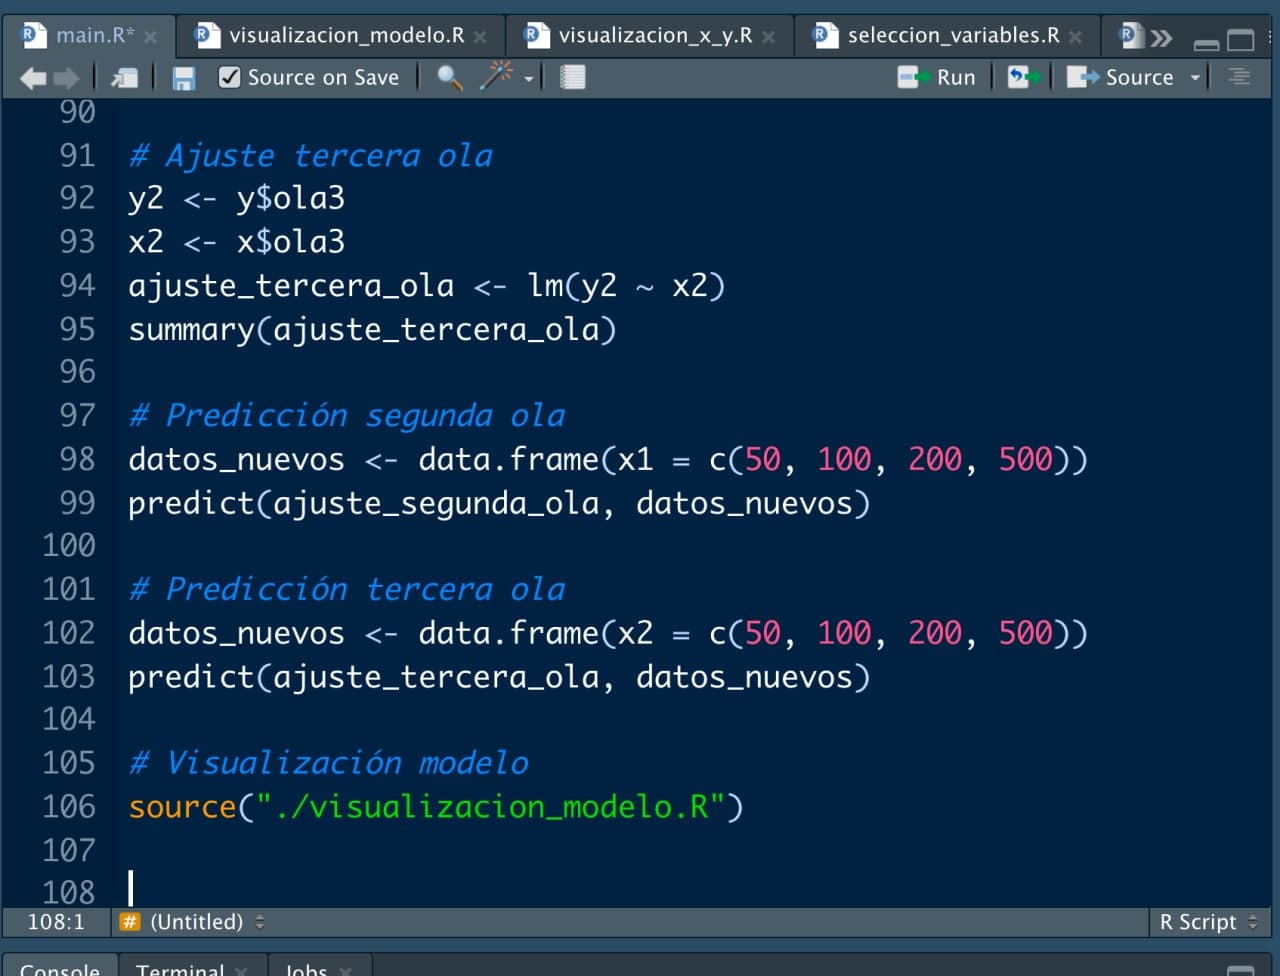 main.R* visualizacion_modelo.R visualizacion_x_y.R seleccion_variables.R
Source on Save Run Source
90
91 # Ajuste tercera ola
92 y2 <- y$ola3
93 x2 <- x$ola3
94 ajuste_tercera_ola <- lm(y2 ~ x2)
95 summary(ajuste_tercera_ola)
96
97 # Predicción segunda ola
98 datos_nuevos <- data.frame(x1 = c(50, 100, 200, 500))
99 predict(ajuste_segunda_ola, datos_nuevos)
100
101 # Predicción tercera ola
102 datos_nuevos <- data.frame(x2 = c(50, 100, 200, 500))
103 predict(ajuste_tercera_ola, datos_nuevos)
104
105 # Visualización modelo
106 source("./visualizacion_modelo.R")
107
108
108:1 # (Untitled) R Script
Console Terminal Jobs